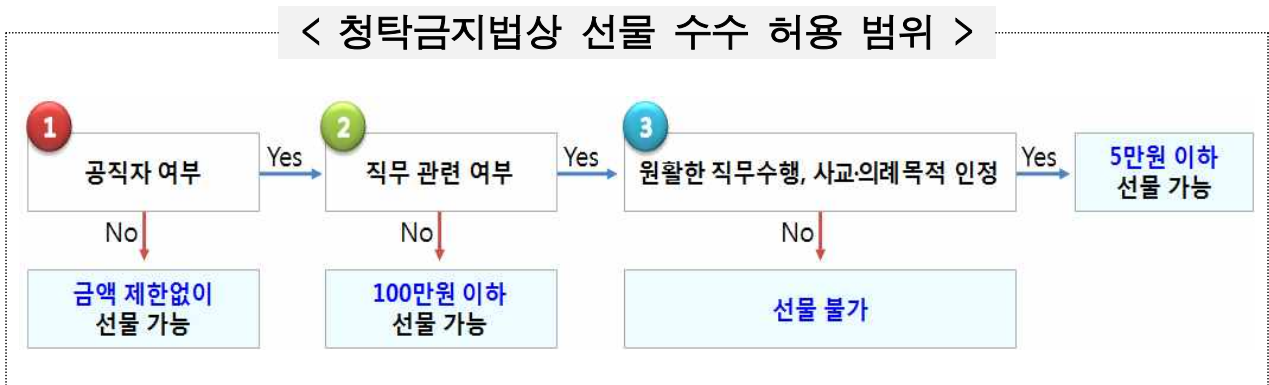 < 청탁금지법상 선물 수수 허용 범위 >
1
공직자 여부
Yes
2
직무 관련 여부
Yes
3
원활한 직무수행, 사교·의례목적 인정
Yes
5만원 이하
선물 가능
No
No
No
금액 제한없이
선물 가능
100만원 이하
선물 가능
선물 불가